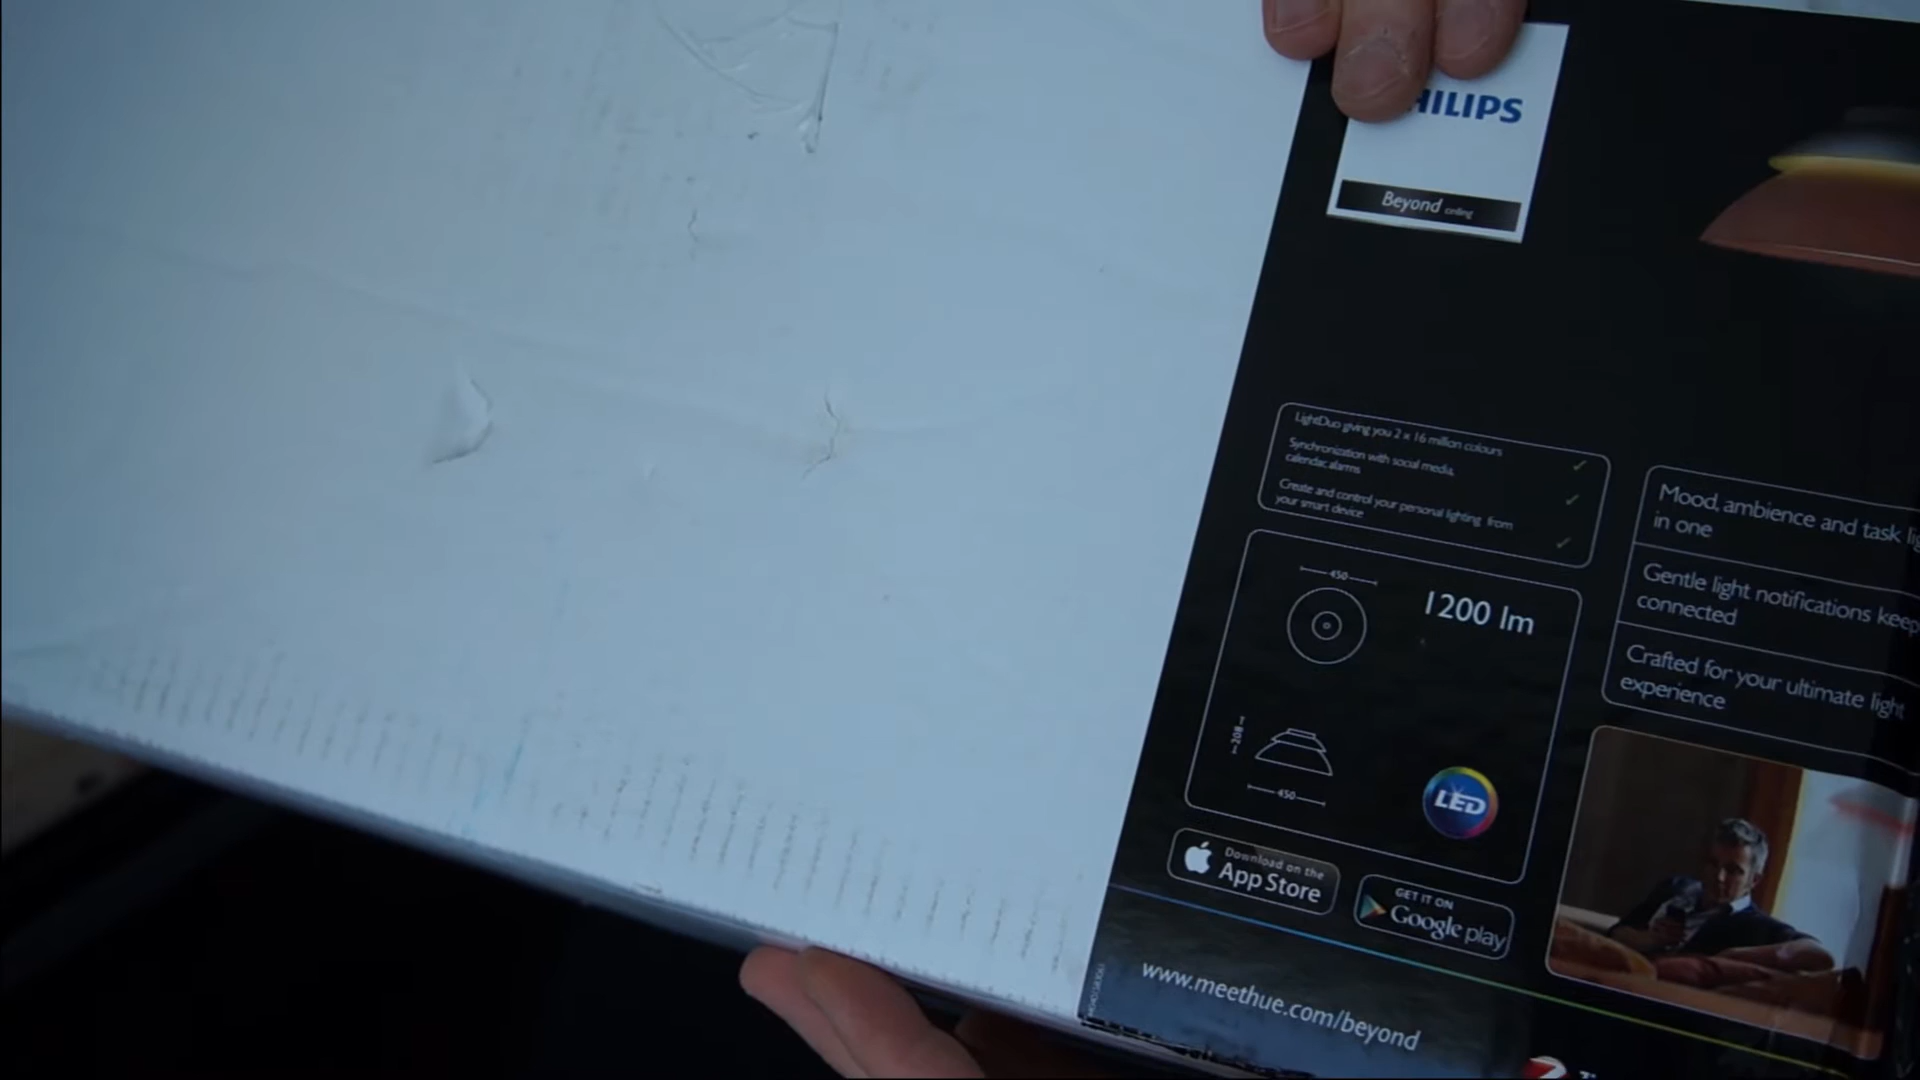 HILIPS
Beyond ceiling
LightDuo giving you 2 x 16 million colours
Synchronization with social media,
calendar, alarms
Create and control your personal lighting from
your smart device
450
1200 lm
208
450
LED
Download on the
App Store
GET IT ON
Google play
www.meethue.com/beyond
Mood, ambience and task
in one
Gentle light notifications keep
connected
Crafted for your ultimate light
experience